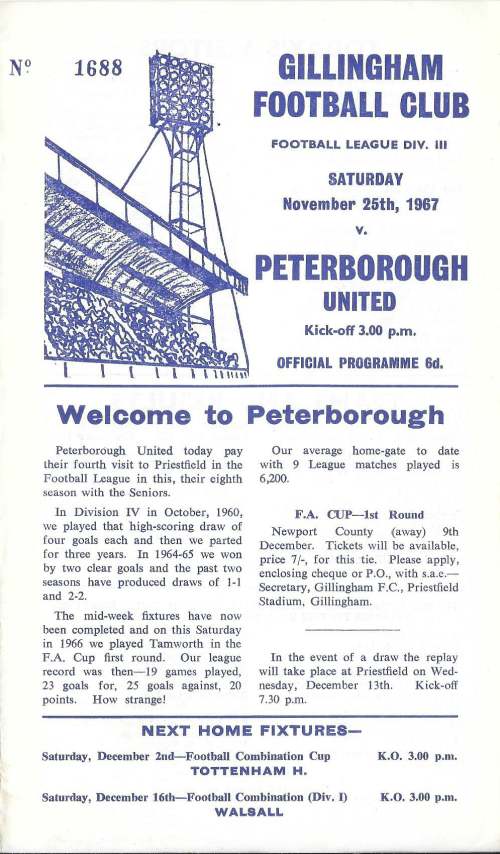 Nº 1688
GILLINGHAM
FOOTBALL CLUB
FOOTBALL LEAGUE DIV. III
SATURDAY
November 25th, 1967
v.
PETERBOROUGH
UNITED
Kick-off 3.00 p.m.
OFFICIAL PROGRAMME 6d.
Welcome to Peterborough
Peterborough United today pay
their fourth visit to Priestfield in the
Football League in this, their eighth
season with the Seniors.
In Division IV in October, 1960,
we played that high-scoring draw of
four goals each and then we parted
for three years. In 1964-65 we won
by two clear goals and the past two
seasons have produced draws of 1-1
and 2-2.
The mid-week fixtures have now
been completed and on this Saturday
in 1966 we played Tamworth in the
F.A. Cup first round. Our league
record was then—19 games played,
23 goals for, 25 goals against, 20
points. How strange!
Our average home-gate to date
with 9 League matches played is
6,200.
F.A. CUP—1st Round
Newport County (away) 9th
December. Tickets will be available,
price 7/-, for this tie. Please apply,
enclosing cheque or P.O., with s.a.e.—
Secretary, Gillingham F.C., Priestfield
Stadium, Gillingham.
In the event of a draw the replay
will take place at Priestfield on Wed-
nesday, December 13th. Kick-off
7.30 p.m.
NEXT HOME FIXTURES—
Saturday, December 2nd—Football Combination Cup K.O. 3.00 p.m.
TOTTENHAM H.
Saturday, December 16th—Football Combination (Div. I) K.O. 3.00 p.m.
WALSALL